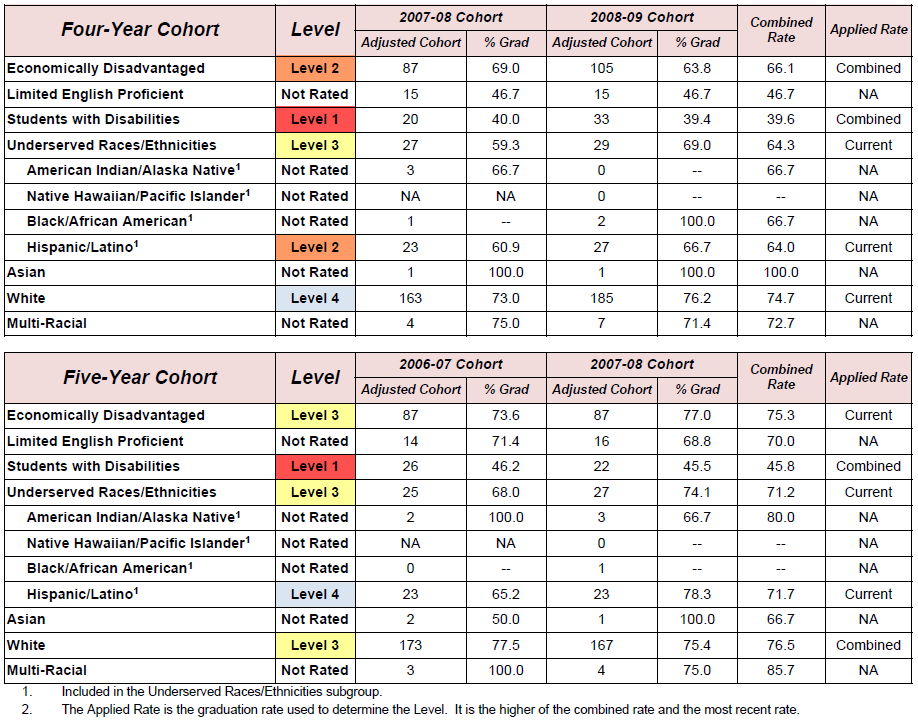 Four-Year Cohort Level 2007-08 Cohort 2008-09 Cohort Combined Rate Applied Rate
Adjusted Cohort % Grad Adjusted Cohort % Grad
Economically Disadvantaged Level 2 87 69.0 105 63.8 66.1 Combined
Limited English Proficient Not Rated 15 46.7 15 46.7 46.7 NA
Students with Disabilities Level 1 20 40.0 33 39.4 39.6 Combined
Underserved Races/Ethnicities Level 3 27 59.3 29 69.0 64.3 Current
American Indian/Alaska Native1 Not Rated 3 66.7 0 -- 66.7 NA
Native Hawaiian/Pacific Islander1 Not Rated NA NA 0 -- -- NA
Black/African American1 Not Rated 1 -- 2 100.0 66.7 NA
Hispanic/Latino1 Level 2 23 60.9 27 66.7 64.0 Current
Asian Not Rated 1 100.0 1 100.0 100.0 NA
White Level 4 163 73.0 185 76.2 74.7 Current
Multi-Racial Not Rated 4 75.0 7 71.4 72.7 NA
Five-Year Cohort Level 2006-07 Cohort 2007-08 Cohort Combined Rate Applied Rate
Adjusted Cohort % Grad Adjusted Cohort % Grad
Economically Disadvantaged Level 3 87 73.6 87 77.0 75.3 Current
Limited English Proficient Not Rated 14 71.4 16 68.8 70.0 NA
Students with Disabilities Level 1 26 46.2 22 45.5 45.8 Combined
Underserved Races/Ethnicities Level 3 25 68.0 27 74.1 71.2 Current
American Indian/Alaska Native1 Not Rated 2 100.0 3 66.7 80.0 NA
Native Hawaiian/Pacific Islander1 Not Rated NA NA 0 -- -- NA
Black/African American1 Not Rated 0 -- 1 -- -- NA
Hispanic/Latino1 Level 4 23 65.2 23 78.3 71.7 Current
Asian Not Rated 2 50.0 1 100.0 66.7 NA
White Level 3 173 77.5 167 75.4 76.5 Combined
Multi-Racial Not Rated 3 100.0 4 75.0 85.7 NA
1. Included in the Underserved Races/Ethnicities subgroup.
2. The Applied Rate is the graduation rate used to determine the Level. It is the higher of the combined rate and the most recent rate.